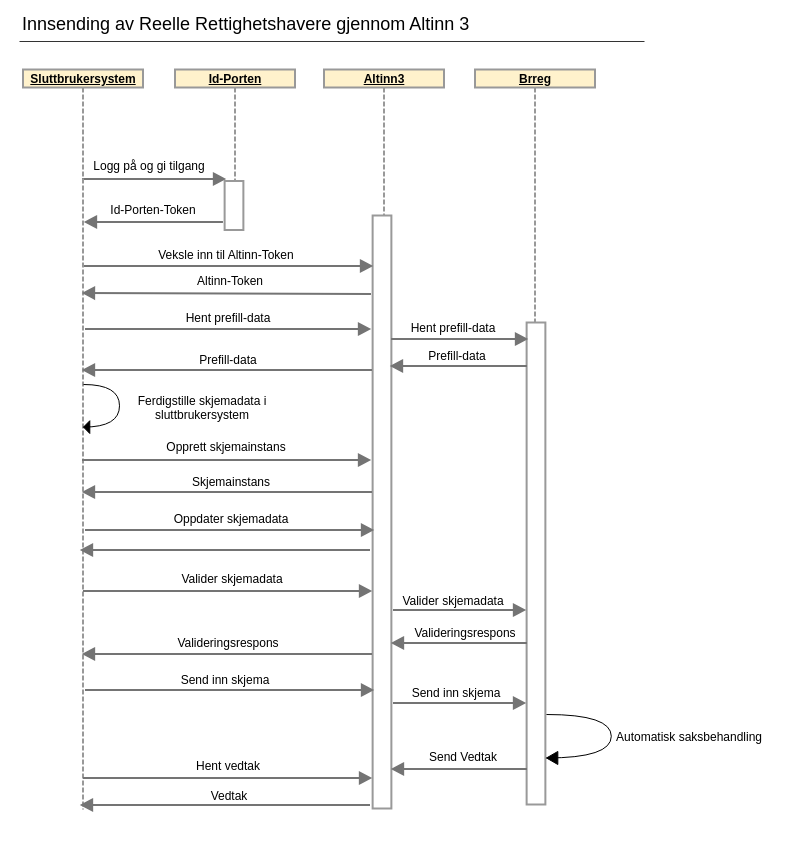 Innsending av Reelle Rettighetshavere gjennom Altinn 3
Sluttbrukersystem
Id-Porten
Altinn3
Brreg
Logg på og gi tilgang
Id-Porten-Token
Veksle inn til Altinn-Token
Altinn-Token
Hent prefill-data
Hent prefill-data
Prefill-data
Prefill-data
Ferdigstille skjemadata i
sluttbrukersystem
Opprett skjemainstans
Skjemainstans
Oppdater skjemadata
Valider skjemadata
Valider skjemadata
Valideringsrespons
Valideringsrespons
Send inn skjema
Send inn skjema
Automatisk saksbehandling
Send Vedtak
Hent vedtak
Vedtak